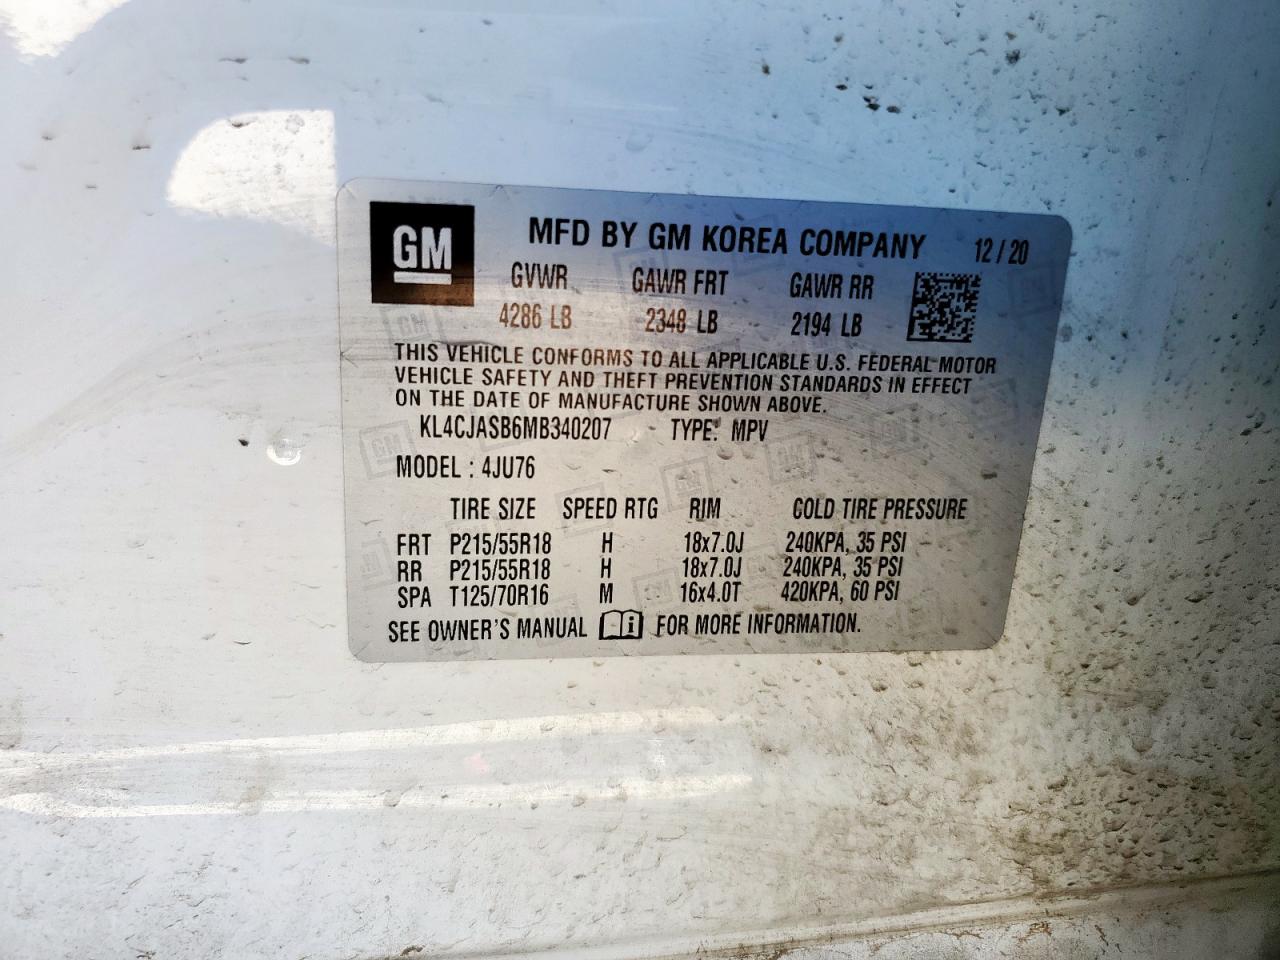 GM
MFD BY GM KOREA COMPANY 12/20
GVWR GAWR FRT GAWR RR
4286 LB 2348 LB 2194 LB
THIS VEHICLE CONFORMS TO ALL APPLICABLE U.S. FEDERAL MOTOR
VEHICLE SAFETY AND THEFT PREVENTION STANDARDS IN EFFECT
ON THE DATE OF MANUFACTURE SHOWN ABOVE.
KL4CJASB6MB340207 TYPE: MPV
MODEL : 4JU76
TIRE SIZE SPEED RTG RIM COLD TIRE PRESSURE
FRT P215/55R18 H 18x7.0J 240KPA, 35 PSI
RR P215/55R18 H 18x7.0J 240KPA, 35 PSI
SPA T125/70R16 M 16x4.0T 420KPA, 60 PSI
SEE OWNER'S MANUAL FOR MORE INFORMATION.